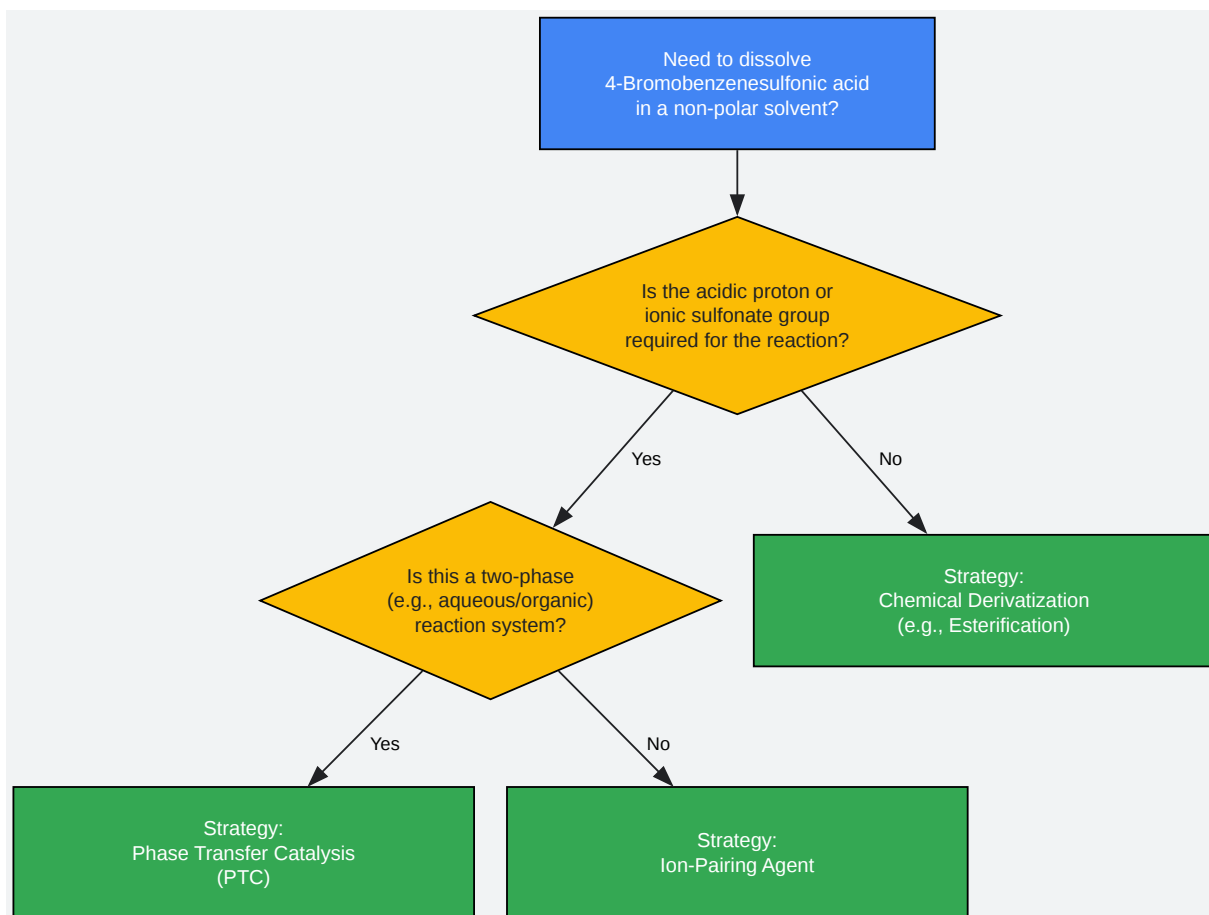 Need to dissolve
4-Bromobenzenesulfonic acid
in a non-polar solvent?
Is the acidic proton or
ionic sulfonate group
required for the reaction?
Yes
No
Is this a two-phase
(e.g., aqueous/organic)
reaction system?
Strategy:
Chemical Derivatization
(e.g., Esterification)
Yes
No
Strategy:
Phase Transfer Catalysis
(PTC)
Strategy:
Ion-Pairing Agent